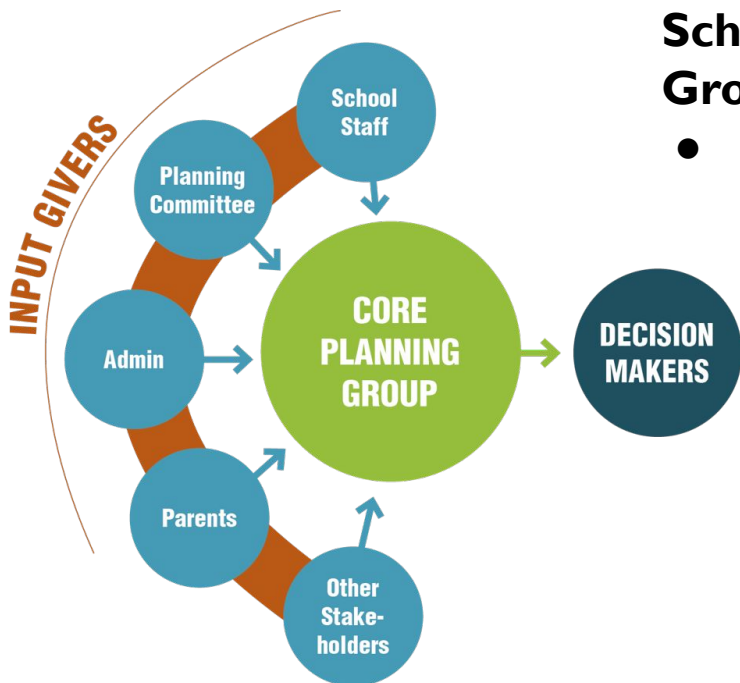 INPUT GIVERS
School
Staff
Planning
Committee
Admin
Parents
Other
Stake-
holders
CORE
PLANNING
GROUP
DECISION
MAKERS
Sch
Gro
•